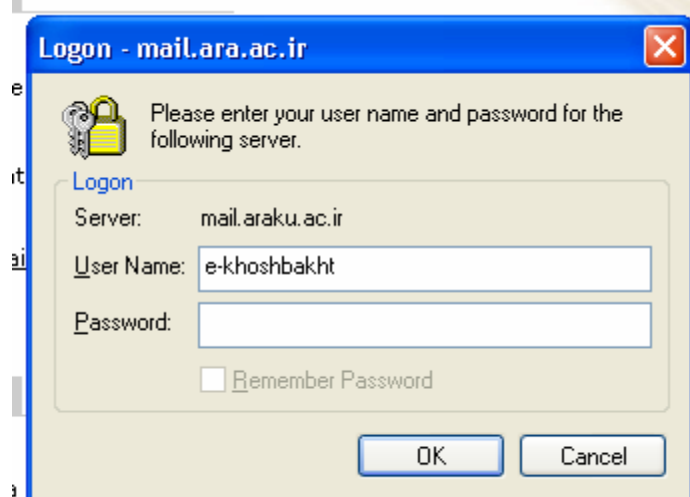 Logon - mail.ara.ac.ir
Please enter your user name and password for the
following server.
Logon
Server: mail.araku.ac.ir
User Name: e-khoshbakht
Password:
Remember Password
OK Cancel